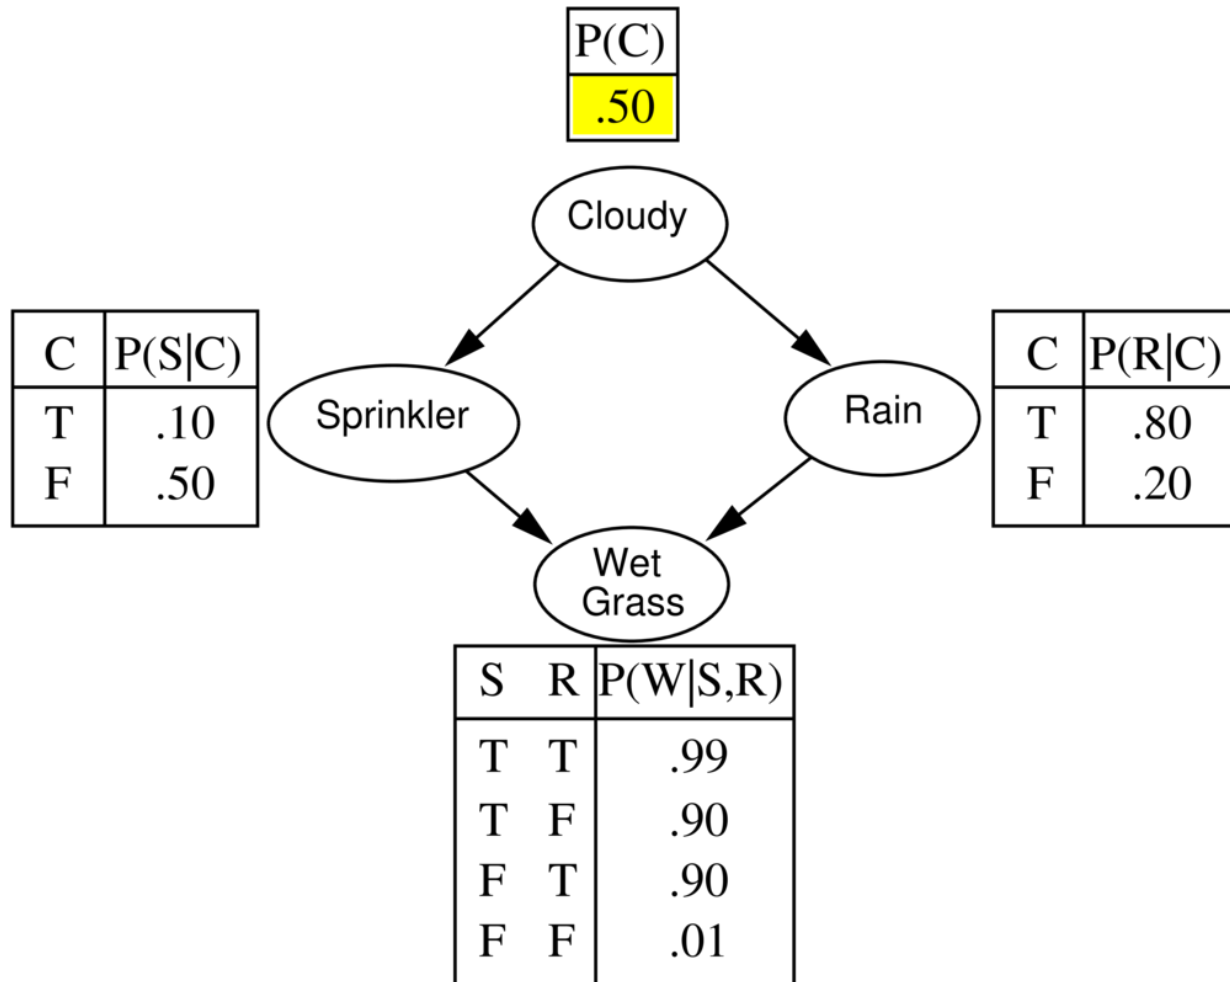 P(C)
.50
Cloudy
C P(S|C)
T .10
F .50
Sprinkler
Rain
C P(R|C)
T .80
F .20
Wet
Grass
S R P(W|S,R)
T T .99
T F .90
F T .90
F F .01